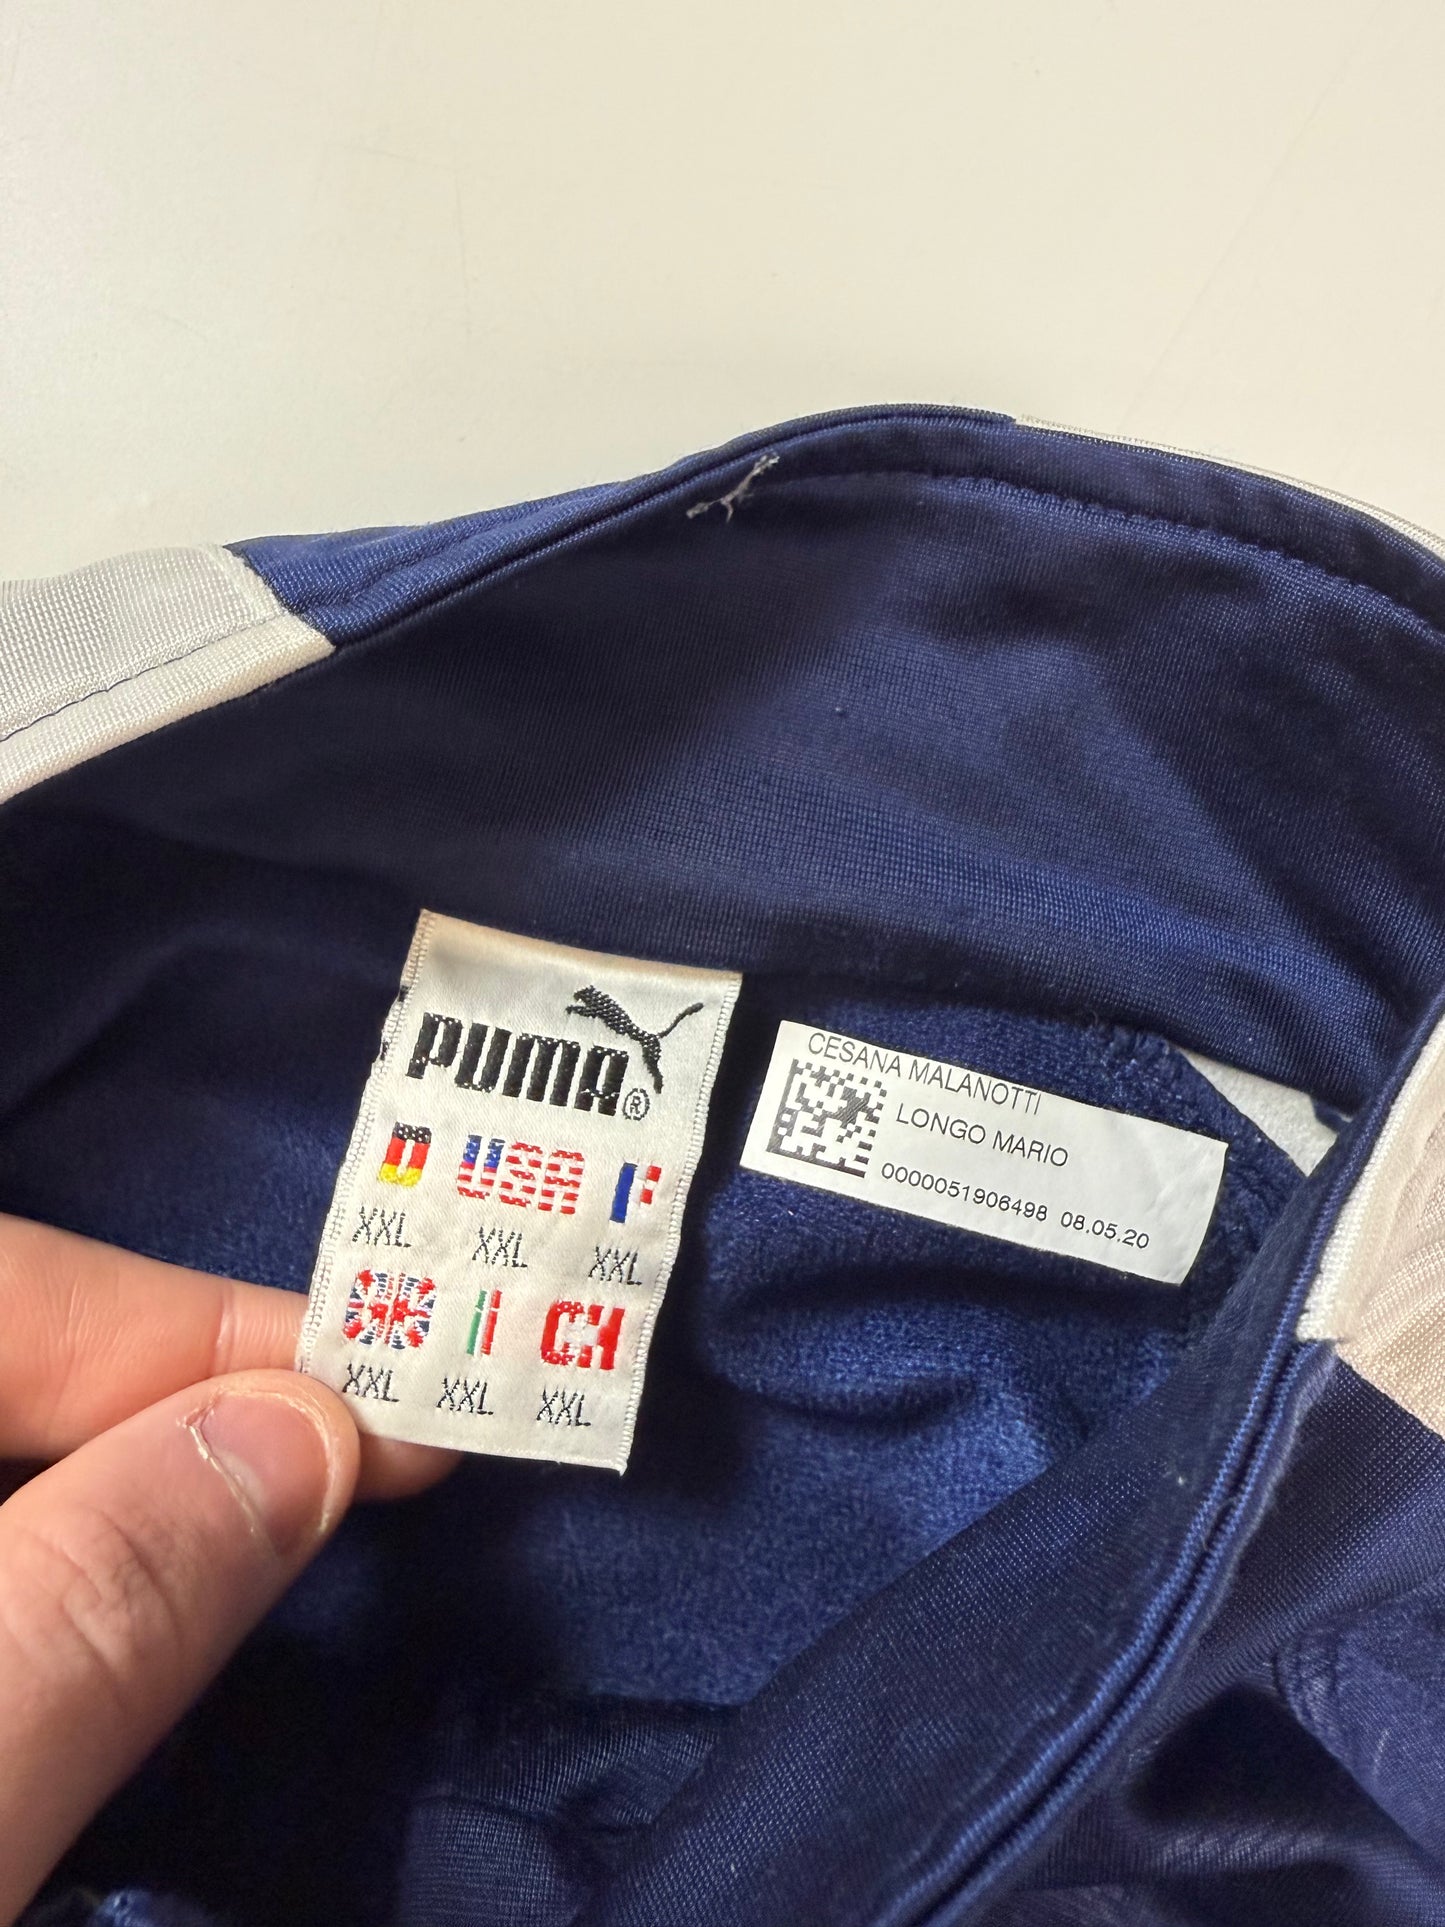 PUMA®
D USA F
XXL XXL XXL
GB I CH
XXL XXL XXL
CESANA MALANOTTI
LONGO MARIO
0000051906498 08.05.20